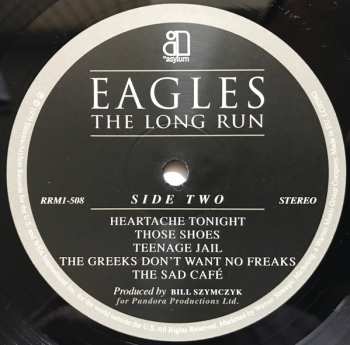 asylum
EAGLES
THE LONG RUN
RRM1-508
SIDE TWO
STEREO
HEARTACHE TONIGHT
THOSE SHOES
TEENAGE JAIL
THE GREEKS DON'T WANT NO FREAKS
THE SAD CAFÉ
Produced by BILL SZYMCZYK
for Pandora Productions Ltd.